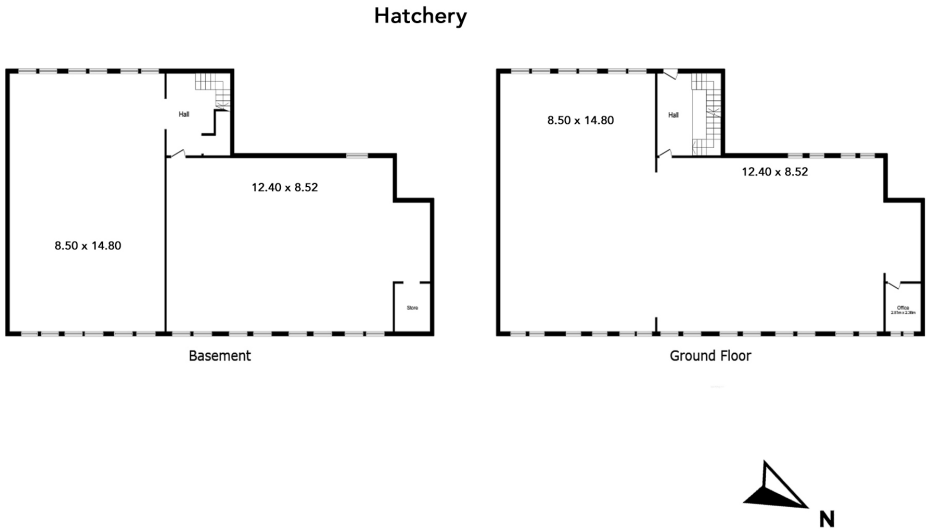 Hatchery
Hall
12.40 x 8.52
8.50 x 14.80
Store
Basement
8.50 x 14.80
Hall
12.40 x 8.52
Office
Ground Floor
N